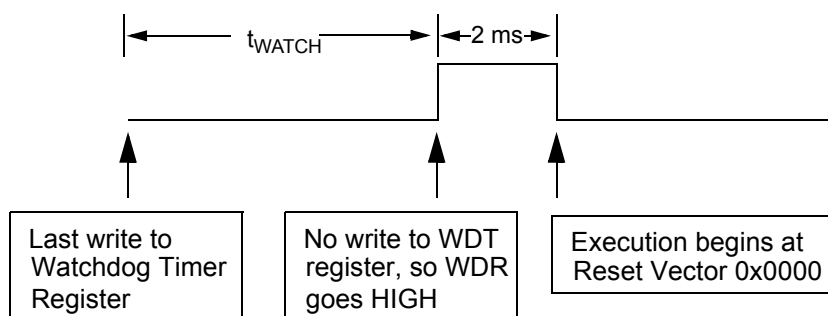 tWATCH
2 ms
Last write to
Watchdog Timer
Register
No write to WDT
register, so WDR
goes HIGH
Execution begins at
Reset Vector 0x0000